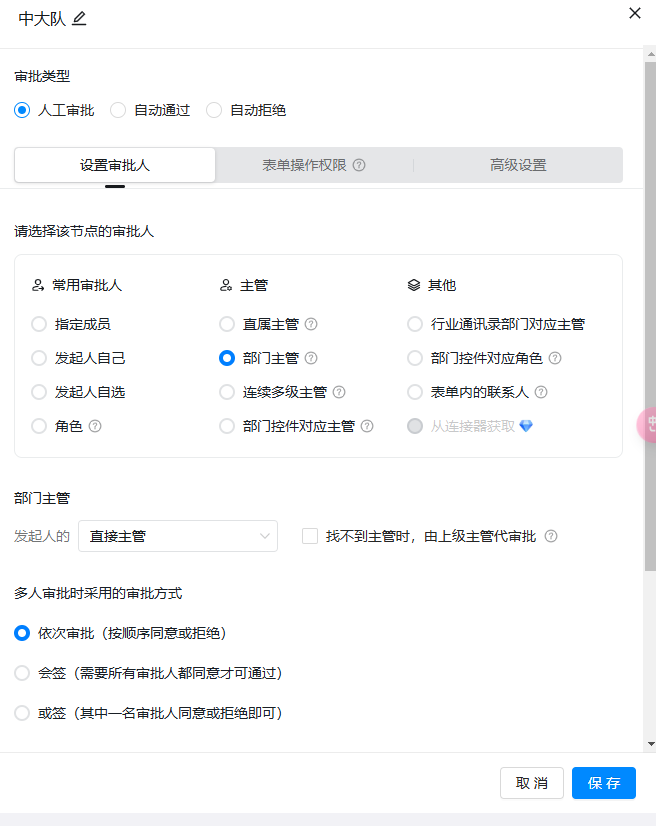 中大队
审批类型
人工审批 自动通过 自动拒绝
设置审批人 表单操作权限 高级设置
请选择该节点的审批人
常用审批人 主管 其他
指定成员 直属主管 行业通讯录部门对应主管
发起人自己 部门主管 部门控件对应角色
发起人自选 连续多级主管 表单内的联系人
角色 部门控件对应主管 从连接器获取
部门主管
发起人的 直接主管 找不到主管时，由上级主管代审批
多人审批时采用的审批方式
依次审批（按顺序同意或拒绝）
会签（需要所有审批人都同意才可通过）
或签（其中一名审批人同意或拒绝即可）
取消 保存